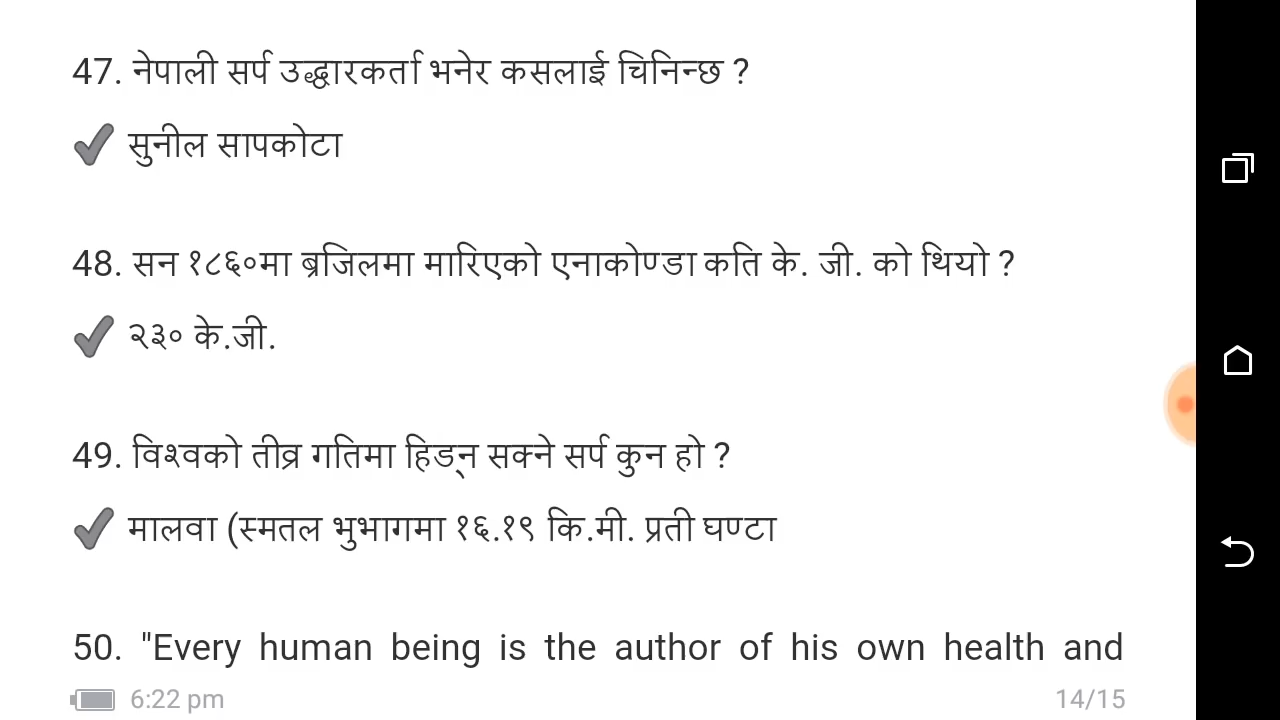 47. नेपाली सर्प उद्धारकर्ता भनेर कसलाई चिनिन्छ ?
✔ सुनील सापकोटा
48. सन १८६०मा ब्रजिलमा मारिएको एनाकोण्डा कति के. जी. को थियो ?
✔ २३० के.जी.
49. विश्वको तीव्र गतिमा हिड्न सक्ने सर्प कुन हो ?
✔ मालवा (स्मतल भुभागमा १६.१९ कि.मी. प्रती घण्टा
50. "Every human being is the author of his own health and
6:22 pm 14/15